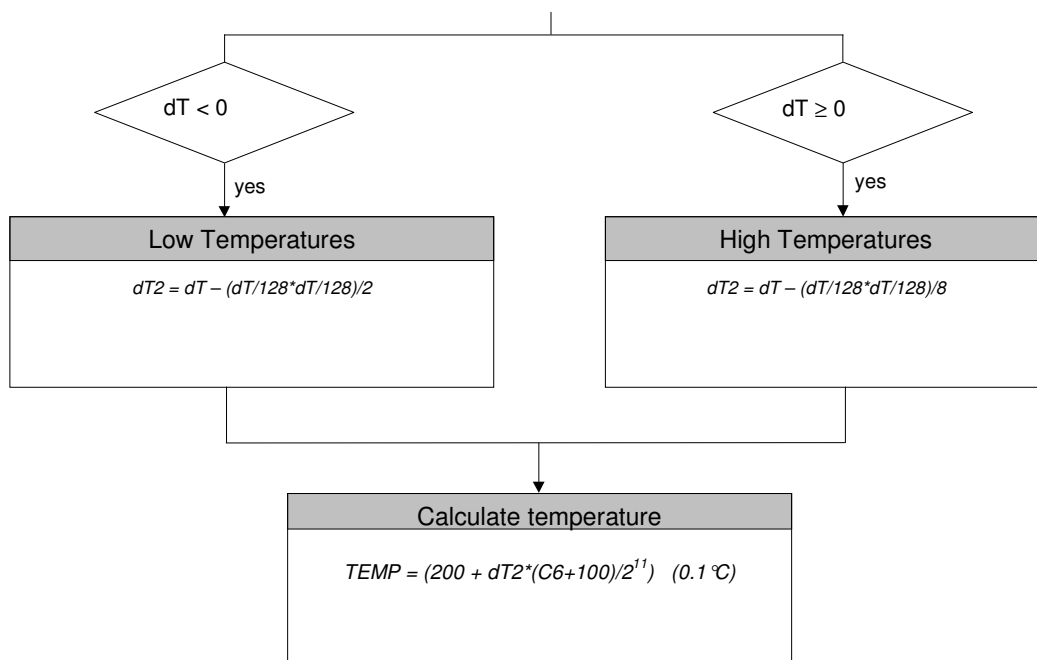 dT < 0
dT ≥ 0
yes
yes
Low Temperatures
High Temperatures
dT2 = dT – (dT/128*dT/128)/2
dT2 = dT – (dT/128*dT/128)/8
Calculate temperature
TEMP = (200 + dT2*(C6+100)/2¹¹) (0.1°C)